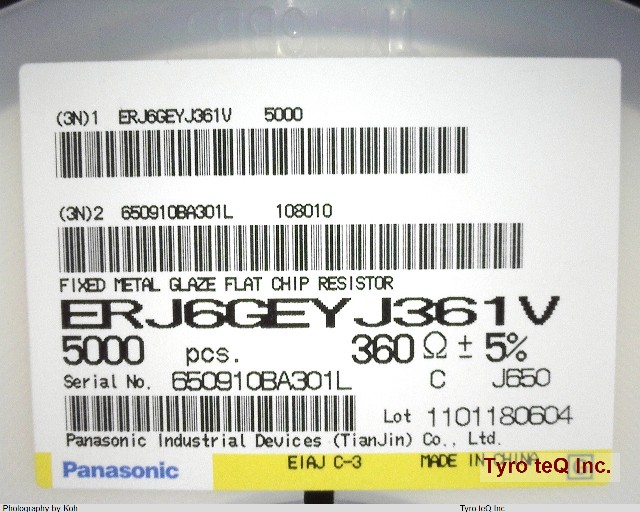 (3N)1 ERJ6GEYJ361V 5000
(3N)2 650910BA301L 108010
FIXED METAL GLAZE FLAT CHIP RESISTOR
ERJ6GEYJ361V
5000 pcs. 360 Ω ± 5%
Serial No. 650910BA301L C J650
Lot 1101180604
Panasonic Industrial Devices (TianJin) Co., Ltd.
Panasonic EIAJ C-3 MADE IN CHINA C
Tyro teQ Inc.
Photography by Koh Tyro teQ Inc